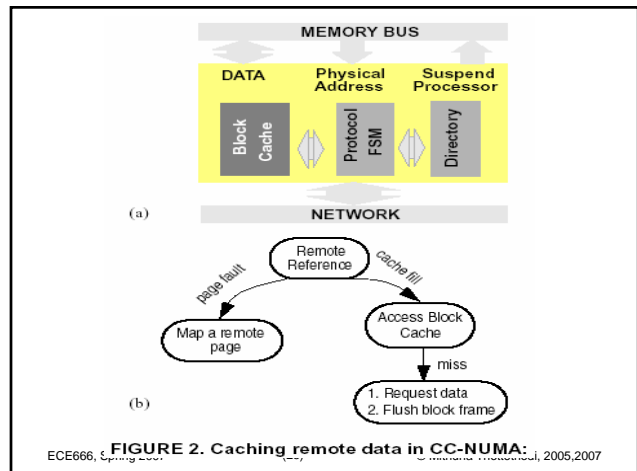 MEMORY BUS
DATA
Physical
Address
Suspend
Processor
Block
Cache
Protocol
FSM
Directory
(a)
NETWORK
Remote
Reference
page fault
cache fill
Map a remote
page
Access Block
Cache
miss
1. Request data
2. Flush block frame
(b)
FIGURE 2. Caching remote data in CC-NUMA:
ECE666, 2005,2007